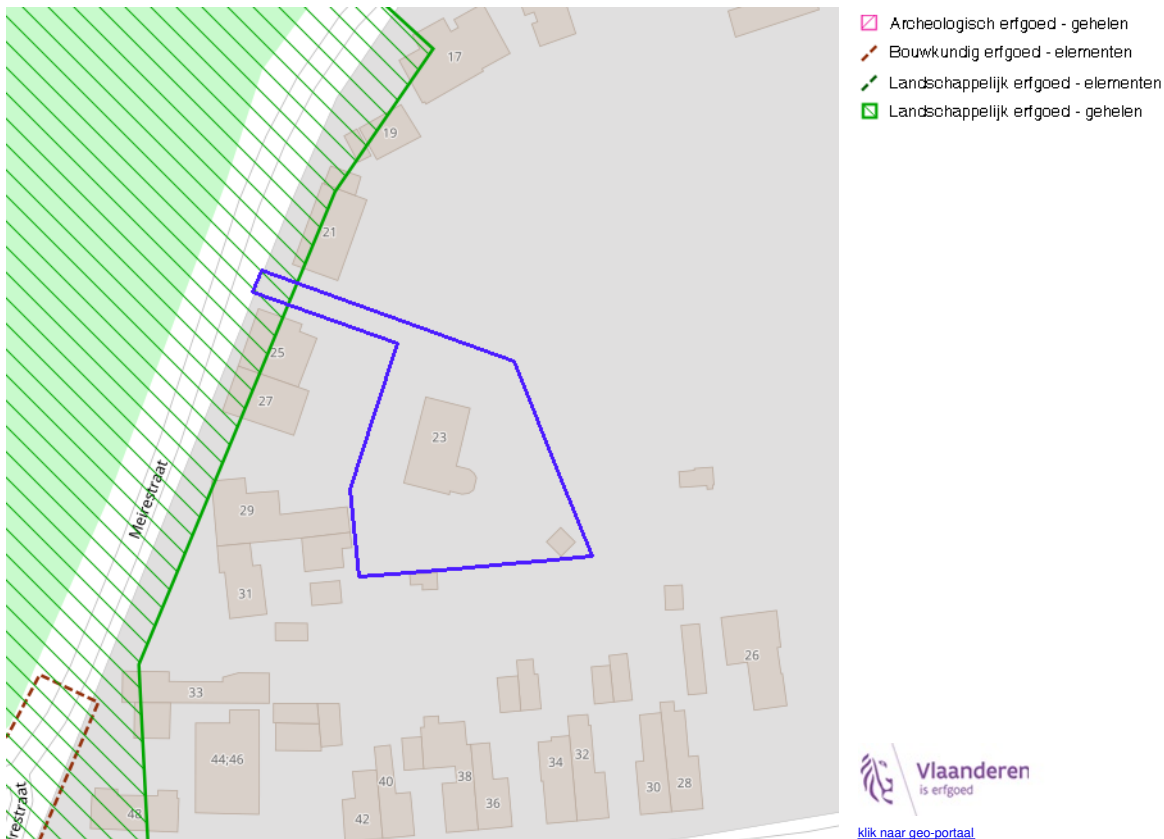 Archeologisch erfgoed - gehelen
Bouwkundig erfgoed - elementen
Landschappelijk erfgoed - elementen
Landschappelijk erfgoed - gehelen
17
19
21
25
27
23
29
31
Meirestraat
33
26
44;46
40
38
34
32
42
36
30
28
48
irestraat
Vlaanderen
is erfgoed
klik naar geo-portaal